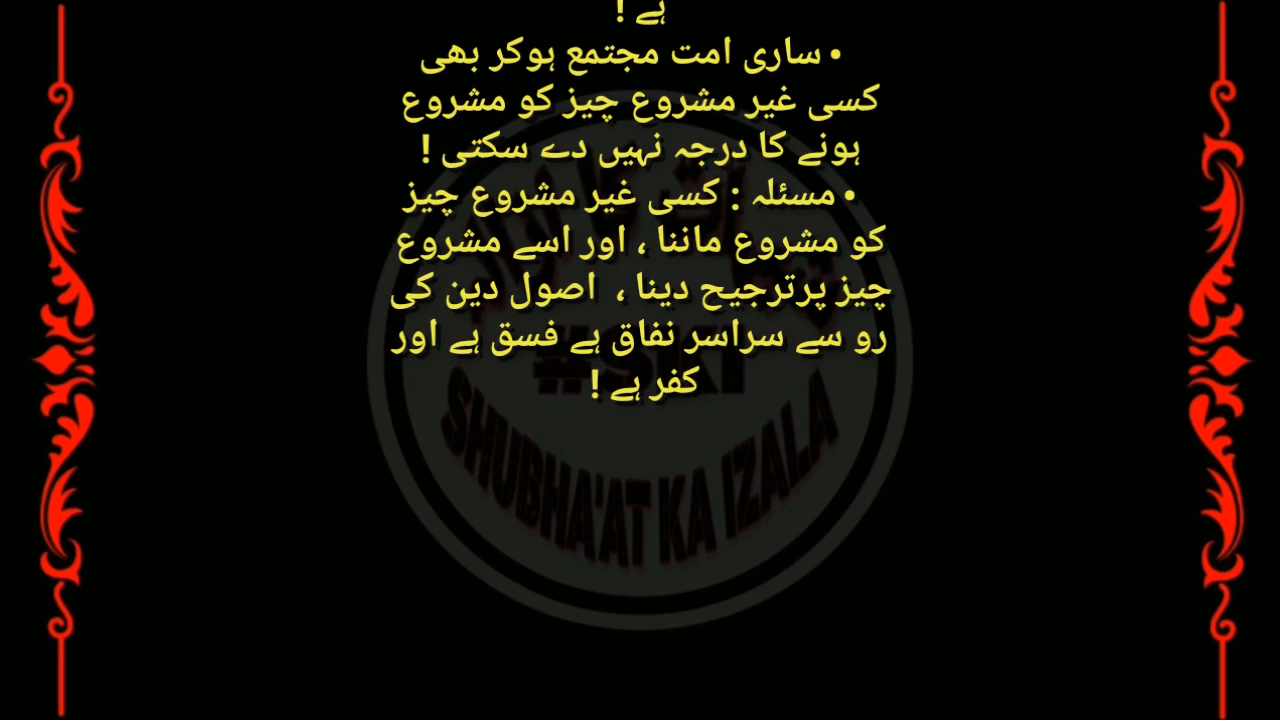 ہے !
• ساری امت مجتمع ہوکر بھی
کسی غیر مشروع چیز کو مشروع
ہونے کا درجہ نہیں دے سکتی !
• مسئلہ : کسی غیر مشروع چیز
کو مشروع ماننا ، اور اسے مشروع
چیز پرترجیح دینا ، اصول دین کی
رو سے سراسر نفاق ہے فسق ہے اور
کفر ہے !
#SKI
SHUBHA'AT KA IZALA